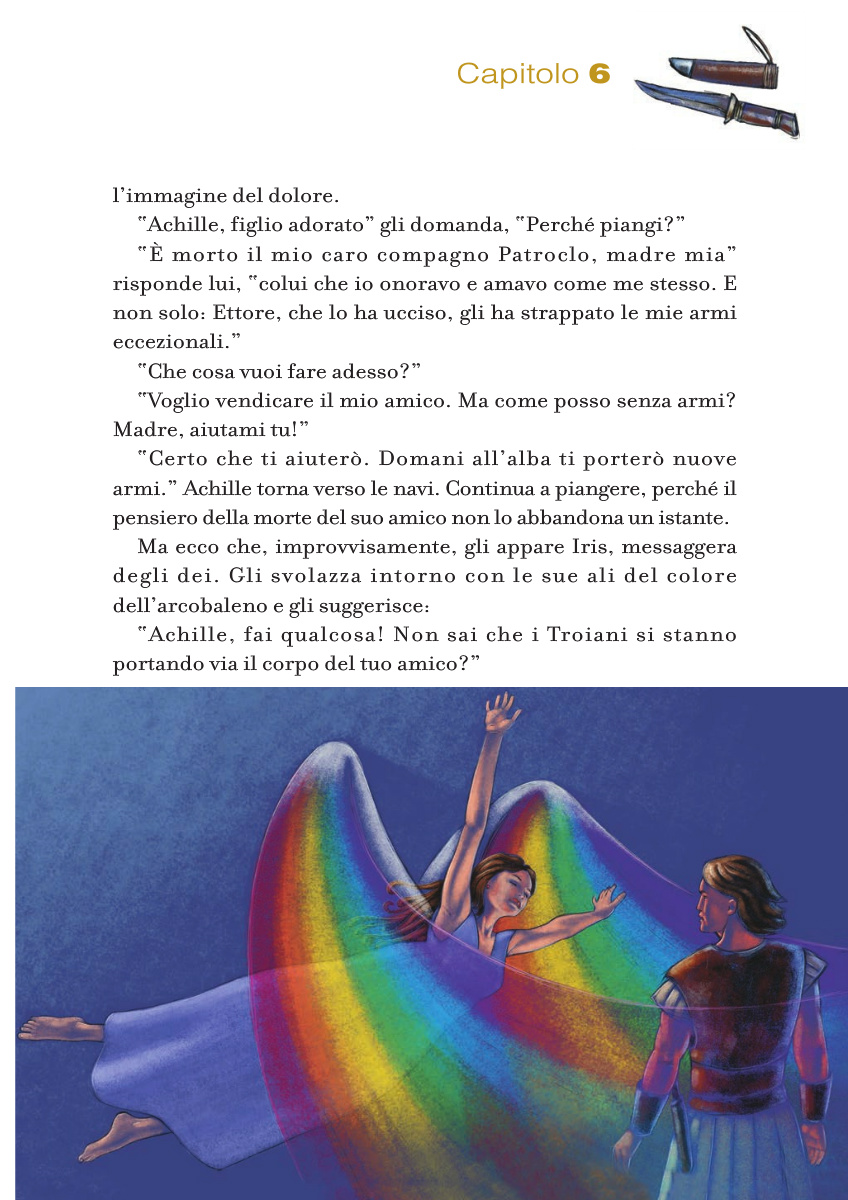 Capitolo 6
l’immagine del dolore.
‟Achille, figlio adorato” gli domanda, ‟Perché piangi?”
‟È morto il mio caro compagno Patroclo, madre mia”
risponde lui, ‟colui che io onoravo e amavo come me stesso. E
non solo: Ettore, che lo ha ucciso, gli ha strappato le mie armi
eccezionali.”
‟Che cosa vuoi fare adesso?”
‟Voglio vendicare il mio amico. Ma come posso senza armi?
Madre, aiutami tu!”
‟Certo che ti aiuterò. Domani all’alba ti porterò nuove
armi.” Achille torna verso le navi. Continua a piangere, perché il
pensiero della morte del suo amico non lo abbandona un istante.
Ma ecco che, improvvisamente, gli appare Iris, messaggera
degli dei. Gli svolazza intorno con le sue ali del colore
dell’arcobaleno e gli suggerisce:
‟Achille, fai qualcosa! Non sai che i Troiani si stanno
portando via il corpo del tuo amico?”